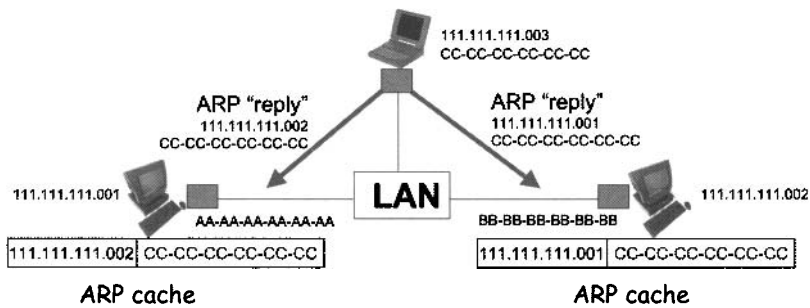 111.111.111.003
CC-CC-CC-CC-CC-CC
ARP "reply"
111.111.111.002
CC-CC-CC-CC-CC-CC
ARP "reply"
111.111.111.001
CC-CC-CC-CC-CC-CC
111.111.111.001
LAN
111.111.111.002
AA-AA-AA-AA-AA-AA
BB-BB-BB-BB-BB-BB
111.111.111.002 CC-CC-CC-CC-CC-CC
111.111.111.001 CC-CC-CC-CC-CC-CC
ARP cache
ARP cache